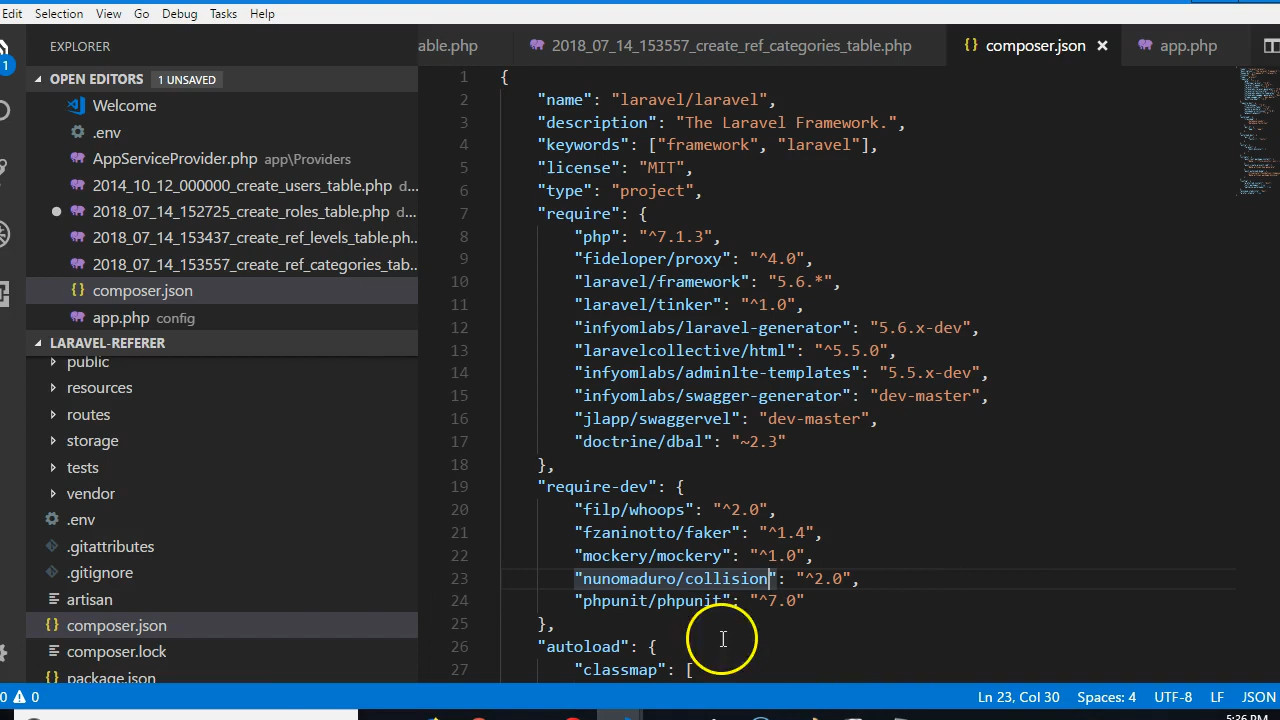 Edit Selection View Go Debug Tasks Help
EXPLORER
able.php 2018_07_14_153557_create_ref_categories_table.php composer.json app.php
OPEN EDITORS 1 UNSAVED
Welcome
.env
AppServiceProvider.php app\Providers
2014_10_12_000000_create_users_table.php d...
2018_07_14_152725_create_roles_table.php d...
2018_07_14_153437_create_ref_levels_table.ph...
2018_07_14_153557_create_ref_categories_tab...
composer.json
app.php config
LARAVEL-REFERER
public
resources
routes
storage
tests
vendor
.env
.gitattributes
.gitignore
artisan
composer.json
composer.lock
package.json
1 {
2 "name": "laravel/laravel",
3 "description": "The Laravel Framework.",
4 "keywords": ["framework", "laravel"],
5 "license": "MIT",
6 "type": "project",
7 "require": {
8 "php": "^7.1.3",
9 "fideloper/proxy": "^4.0",
10 "laravel/framework": "5.6.*",
11 "laravel/tinker": "^1.0",
12 "infyomlabs/laravel-generator": "5.6.x-dev",
13 "laravelcollective/html": "^5.5.0",
14 "infyomlabs/adminlte-templates": "5.5.x-dev",
15 "infyomlabs/swagger-generator": "dev-master",
16 "jlapp/swaggervel": "dev-master",
17 "doctrine/dbal": "~2.3"
18 },
19 "require-dev": {
20 "filp/whoops": "^2.0",
21 "fzaninotto/faker": "^1.4",
22 "mockery/mockery": "^1.0",
23 "nunomaduro/collision": "^2.0",
24 "phpunit/phpunit": "^7.0"
25 },
26 "autoload": {
27 "classmap": [
1
0 0 Ln 23, Col 30 Spaces: 4 UTF-8 LF JSON
5:26 PM